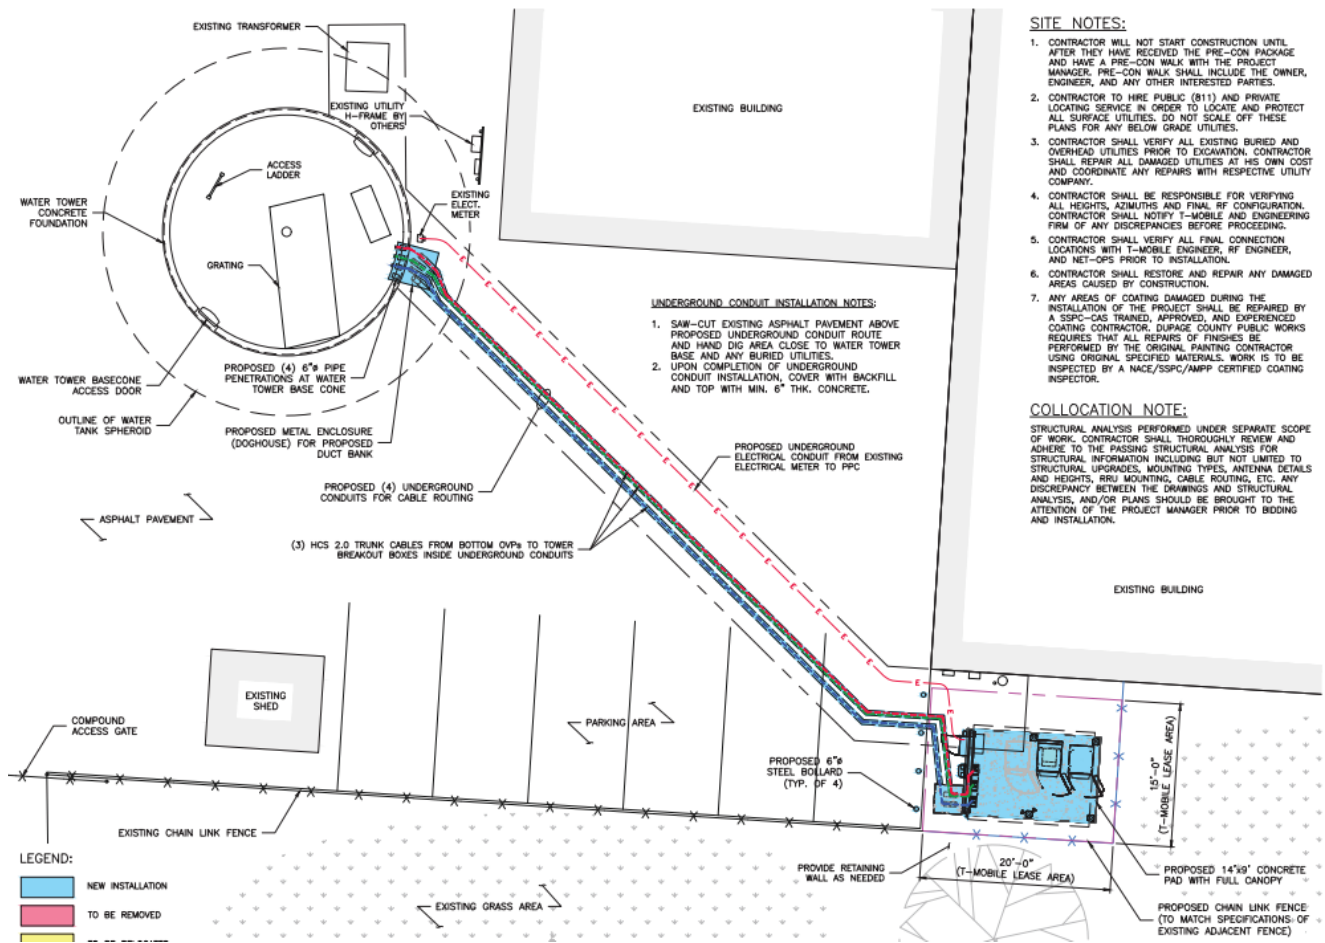 EXISTING TRANSFORMER
EXISTING UTILITY
H-FRAME BY
OTHERS
ACCESS
LADDER
EXISTING
ELECT.
METER
WATER TOWER
CONCRETE
FOUNDATION
GRATING
WATER TOWER BASECONE
ACCESS DOOR
OUTLINE OF WATER
TANK SPHEROID
PROPOSED (4) 6"ø PIPE
PENETRATIONS AT WATER
TOWER BASE CONE
PROPOSED METAL ENCLOSURE
(DOGHOUSE) FOR PROPOSED
DUCT BANK
PROPOSED (4) UNDERGROUND
CONDUITS FOR CABLE ROUTING
ASPHALT PAVEMENT
(3) HCS 2.0 TRUNK CABLES FROM BOTTOM OVPs TO TOWER
BREAKOUT BOXES INSIDE UNDERGROUND CONDUITS
EXISTING BUILDING
UNDERGROUND CONDUIT INSTALLATION NOTES:
1. SAW-CUT EXISTING ASPHALT PAVEMENT ABOVE
PROPOSED UNDERGROUND CONDUIT ROUTE
AND HAND DIG AREA CLOSE TO WATER TOWER
BASE AND ANY BURIED UTILITIES.
2. UPON COMPLETION OF UNDERGROUND
CONDUIT INSTALLATION, COVER WITH BACKFILL
AND TOP WITH MIN. 6" THK. CONCRETE.
PROPOSED UNDERGROUND
ELECTRICAL CONDUIT FROM EXISTING
ELECTRICAL METER TO PPC
E
E
E
E
E
E
E
E
E
E
E
E
SITE NOTES:
1. CONTRACTOR WILL NOT START CONSTRUCTION UNTIL
AFTER THEY HAVE RECEIVED THE PRE-CON PACKAGE
AND HAVE A PRE-CON WALK WITH THE PROJECT
MANAGER. PRE-CON WALK SHALL INCLUDE THE OWNER,
ENGINEER, AND ANY OTHER INTERESTED PARTIES.
2. CONTRACTOR TO HIRE PUBLIC (811) AND PRIVATE
LOCATING SERVICE IN ORDER TO LOCATE AND PROTECT
ALL SURFACE UTILITIES. DO NOT SCALE OFF THESE
PLANS FOR ANY BELOW GRADE UTILITIES.
3. CONTRACTOR SHALL VERIFY ALL EXISTING BURIED AND
OVERHEAD UTILITIES PRIOR TO EXCAVATION. CONTRACTOR
SHALL REPAIR ALL DAMAGED UTILITIES AT HIS OWN COST
AND COORDINATE ANY REPAIRS WITH RESPECTIVE UTILITY
COMPANY.
4. CONTRACTOR SHALL BE RESPONSIBLE FOR VERIFYING
ALL HEIGHTS, AZIMUTHS AND FINAL RF CONFIGURATION.
CONTRACTOR SHALL NOTIFY T-MOBILE AND ENGINEERING
FIRM OF ANY DISCREPANCIES BEFORE PROCEEDING.
5. CONTRACTOR SHALL VERIFY ALL FINAL CONNECTION
LOCATIONS WITH T-MOBILE ENGINEER, RF ENGINEER,
AND NET-OPS PRIOR TO INSTALLATION.
6. CONTRACTOR SHALL RESTORE AND REPAIR ANY DAMAGED
AREAS CAUSED BY CONSTRUCTION.
7. ANY AREAS OF COATING DAMAGED DURING THE
INSTALLATION OF THE PROJECT SHALL BE REPAIRED BY
A SSPC-CAS TRAINED, APPROVED, AND EXPERIENCED
COATING CONTRACTOR. DUPAGE COUNTY PUBLIC WORKS
REQUIRES THAT ALL REPAIRS OF FINISHES BE
PERFORMED BY THE ORIGINAL PAINTING CONTRACTOR
USING ORIGINAL SPECIFIED MATERIALS. WORK IS TO BE
INSPECTED BY A NACE/SSPC/AMPP CERTIFIED COATING
INSPECTOR.
COLLOCATION NOTE:
STRUCTURAL ANALYSIS PERFORMED UNDER SEPARATE SCOPE
OF WORK. CONTRACTOR SHALL THOROUGHLY REVIEW AND
ADHERE TO THE PASSING STRUCTURAL ANALYSIS FOR
STRUCTURAL INFORMATION INCLUDING BUT NOT LIMITED TO
STRUCTURAL UPGRADES, MOUNTING TYPES, ANTENNA DETAILS
AND HEIGHTS, RRU MOUNTING, CABLE ROUTING, ETC. ANY
DISCREPANCY BETWEEN THE DRAWINGS AND STRUCTURAL
ANALYSIS, AND/OR PLANS SHOULD BE BROUGHT TO THE
ATTENTION OF THE PROJECT MANAGER PRIOR TO BIDDING
AND INSTALLATION.
EXISTING BUILDING
EXISTING
SHED
COMPOUND
ACCESS GATE
PARKING AREA
PROPOSED 6"ø
STEEL BOLLARD
(TYP. OF 4)
EXISTING CHAIN LINK FENCE
15'-0"
(T-MOBILE LEASE AREA)
20'-0"
(T-MOBILE LEASE AREA)
PROVIDE RETAINING
WALL AS NEEDED
PROPOSED 14'x9' CONCRETE
PAD WITH FULL CANOPY
PROPOSED CHAIN LINK FENCE
(TO MATCH SPECIFICATIONS OF
EXISTING ADJACENT FENCE)
EXISTING GRASS AREA
LEGEND:
NEW INSTALLATION
TO BE REMOVED